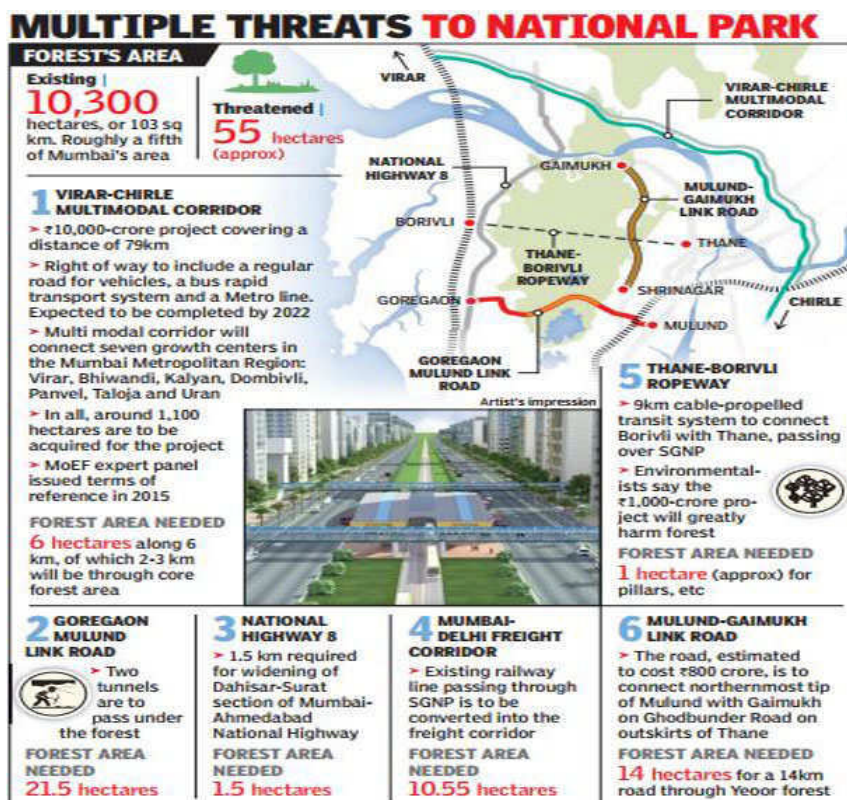 MULTIPLE THREATS TO NATIONAL PARK
FOREST'S AREA
Existing |
10,300
hectares, or 103 sq
km. Roughly a fifth
of Mumbai's area
Threatened |
55 hectares
(approx)
VIRAR
VIRAR-CHIRLE
MULTIMODAL
CORRIDOR
NATIONAL
HIGHWAY 8
GAIMUKH
MULUND-
GAIMUKH
LINK ROAD
BORIVLI
THANE
THANE-
BORIVLI
ROPEWAY
SHRINAGAR
GOREGAON
CHIRLE
MULUND
GOREGAON
MULUND LINK
ROAD
1 VIRAR-CHIRLE
MULTIMODAL CORRIDOR
➢ ₹10,000-crore project covering a
distance of 79km
➢ Right of way to include a regular
road for vehicles, a bus rapid
transport system and a Metro line.
Expected to be completed by 2022
➢ Multi modal corridor will
connect seven growth centers in
the Mumbai Metropolitan Region:
Virar, Bhiwandi, Kalyan, Dombivli,
Panvel, Taloja and Uran
➢ In all, around 1,100
hectares are to be
acquired for the project
➢ MoEF expert panel
issued terms of
reference in 2015
FOREST AREA NEEDED
6 hectares along 6
km, of which 2-3 km
will be through core
forest area
Artist's impression
5 THANE-BORIVLI
ROPEWAY
➢ 9km cable-propelled
transit system to connect
Borivli with Thane, passing
over SGNP
➢ Environmental-
ists say the
₹1,000-crore pro-
ject will greatly
harm forest
FOREST AREA NEEDED
1 hectare (approx) for
pillars, etc
2 GOREGAON
MULUND
LINK ROAD
➢ Two
tunnels
are to
pass under
the forest
FOREST AREA
NEEDED
21.5 hectares
3 NATIONAL
HIGHWAY 8
➢ 1.5 km required
for widening of
Dahisar-Surat
section of Mumbai-
Ahmedabad
National Highway
FOREST AREA
NEEDED
1.5 hectares
4 MUMBAI-
DELHI FREIGHT
CORRIDOR
➢ Existing railway
line passing through
SGNP is to be
converted into the
freight corridor
FOREST AREA
NEEDED
10.55 hectares
6 MULUND-GAIMUKH
LINK ROAD
➢ The road, estimated
to cost ₹800 crore, is to
connect northernmost tip
of Mulund with Gaimukh
on Ghodbunder Road on
outskirts of Thane
FOREST AREA NEEDED
14 hectares for a 14km
road through Yeoor forest